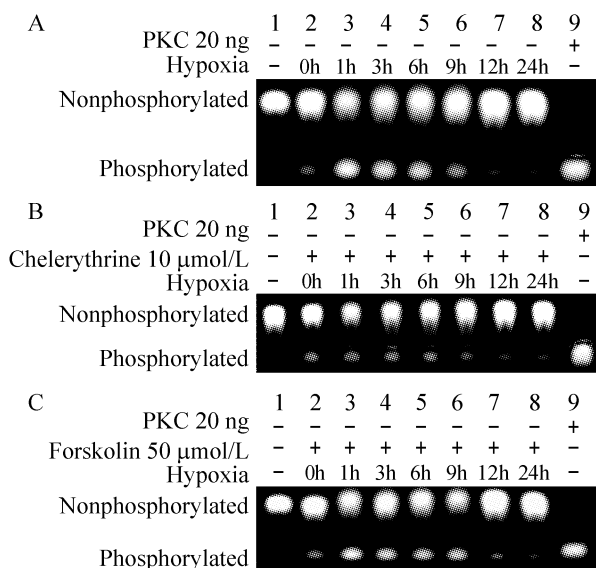 A 1 2 3 4 5 6 7 8 9
PKC 20 ng – – – – – – – – +
Hypoxia – 0h 1h 3h 6h 9h 12h 24h –
Nonphosphorylated
Phosphorylated
B 1 2 3 4 5 6 7 8 9
PKC 20 ng – – – – – – – – +
Chelerythrine 10 μmol/L – + + + + + + + –
Hypoxia – 0h 1h 3h 6h 9h 12h 24h –
Nonphosphorylated
Phosphorylated
C 1 2 3 4 5 6 7 8 9
PKC 20 ng – – – – – – – – +
Forskolin 50 μmol/L – + + + + + + + –
Hypoxia – 0h 1h 3h 6h 9h 12h 24h –
Nonphosphorylated
Phosphorylated